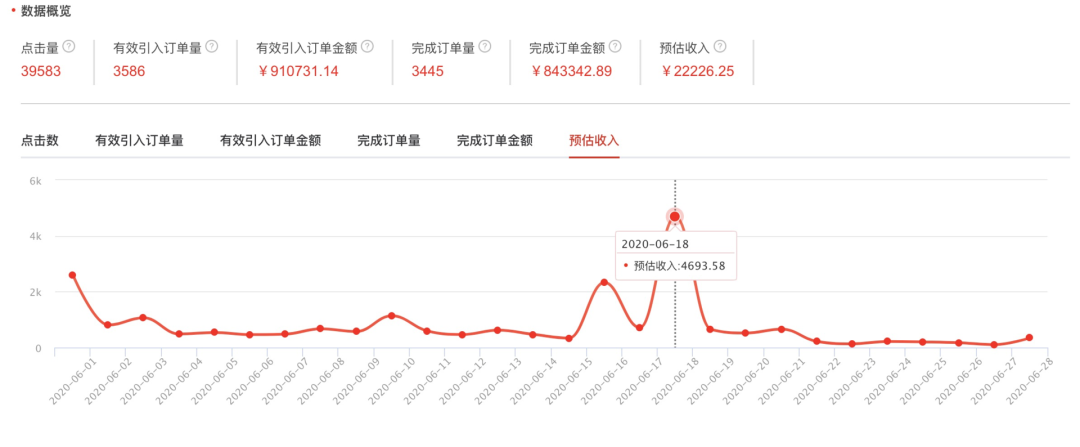 • 数据概览
点击量 ? 有效引入订单量 ? 有效引入订单金额 ? 完成订单量 ? 完成订单金额 ? 预估收入 ?
39583 3586 ￥910731.14 3445 ￥843342.89 ￥22226.25
点击数 有效引入订单量 有效引入订单金额 完成订单量 完成订单金额 预估收入
6k
4k
2020-06-18
• 预估收入:4693.58
2k
0
2020-06-01 2020-06-02 2020-06-03 2020-06-04 2020-06-05 2020-06-06 2020-06-07 2020-06-08 2020-06-09 2020-06-10 2020-06-11 2020-06-12 2020-06-13 2020-06-14 2020-06-15 2020-06-16 2020-06-17 2020-06-18 2020-06-19 2020-06-20 2020-06-21 2020-06-22 2020-06-23 2020-06-24 2020-06-25 2020-06-26 2020-06-27 2020-06-28